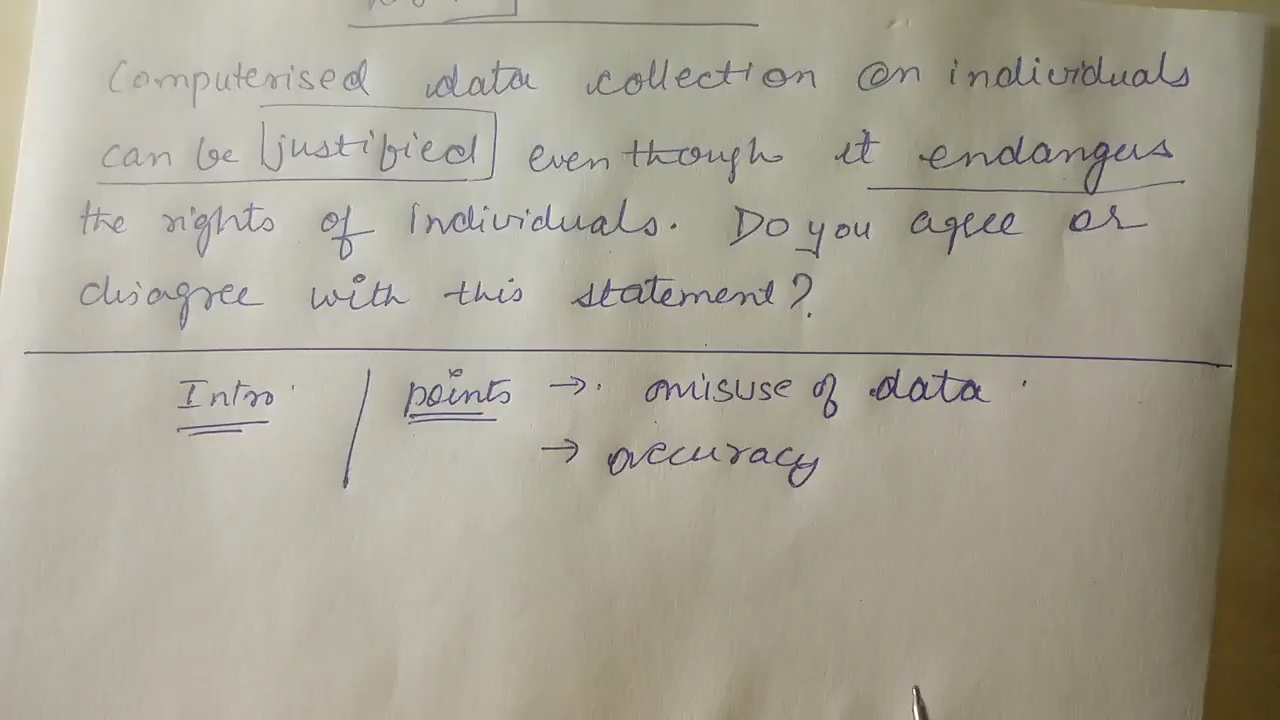 Computerised data collection on individuals
can be justified even though it endangers
the rights of individuals. Do you agree or
disagree with this statement?
Intro / points → misuse of data
→ accuracy